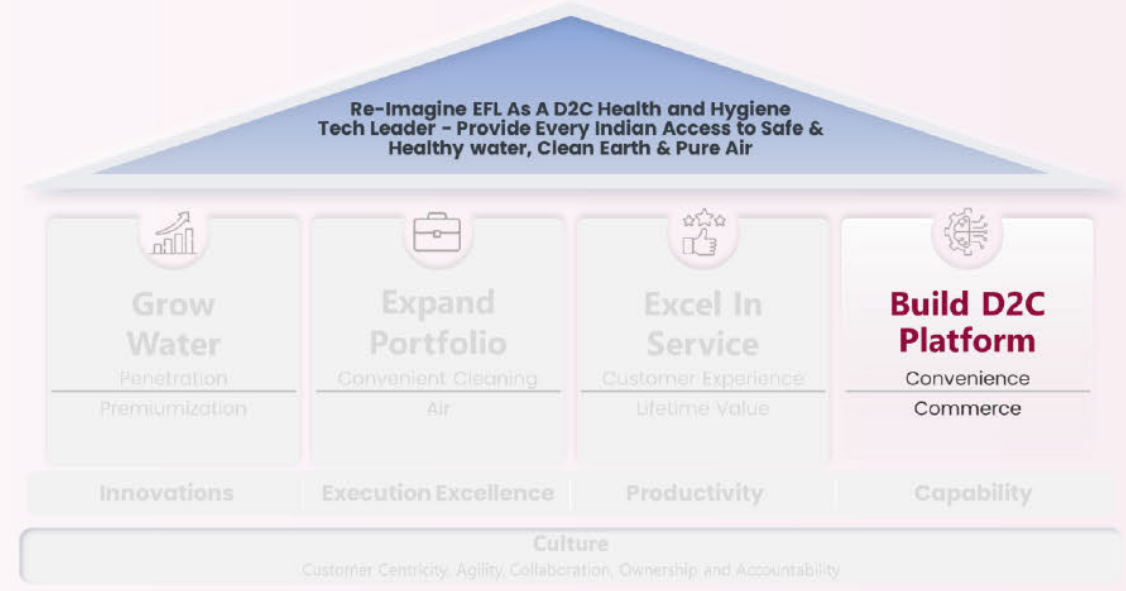 Re-Imagine EFL As A D2C Health and Hygiene
Tech Leader - Provide Every Indian Access to Safe &
Healthy water, Clean Earth & Pure Air
Grow
Water
Penetration
Premiumization
Expand
Portfolio
Convenient Cleaning
Air
Excel In
Service
Customer Experience
Lifetime Value
Build D2C
Platform
Convenience
Commerce
Innovations
Execution Excellence
Productivity
Capability
Culture
Customer Centricity, Agility, Collaboration, Ownership and Accountability